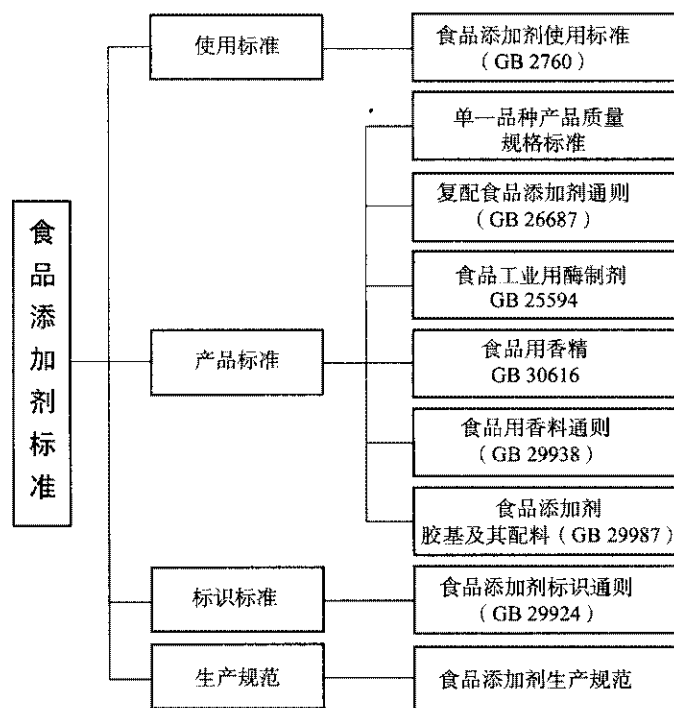 食品添加剂标准
使用标准
食品添加剂使用标准
（GB 2760）
产品标准
单一品种产品质量
规格标准
复配食品添加剂通则
（GB 26687）
食品工业用酶制剂
GB 25594
食品用香精
GB 30616
食品用香料通则
（GB 29938）
食品添加剂
胶基及其配料（GB 29987）
标识标准
食品添加剂标识通则
（GB 29924）
生产规范
食品添加剂生产规范